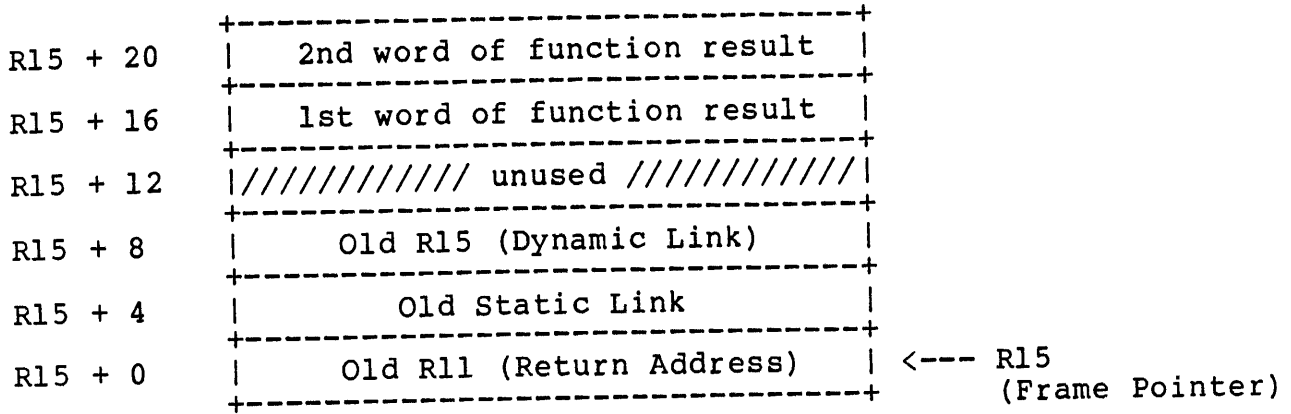 +-----------------------------+
R15 + 20   |  2nd word of function result  |
           +-----------------------------+
R15 + 16   |  1st word of function result  |
           +-----------------------------+
R15 + 12   |//////////// unused ////////////|
           +-----------------------------+
R15 + 8    |  Old R15 (Dynamic Link)  |
           +-----------------------------+
R15 + 4    |  Old Static Link  |
           +-----------------------------+
R15 + 0    |  Old R11 (Return Address)  |  <--- R15
           +-----------------------------+  (Frame Pointer)